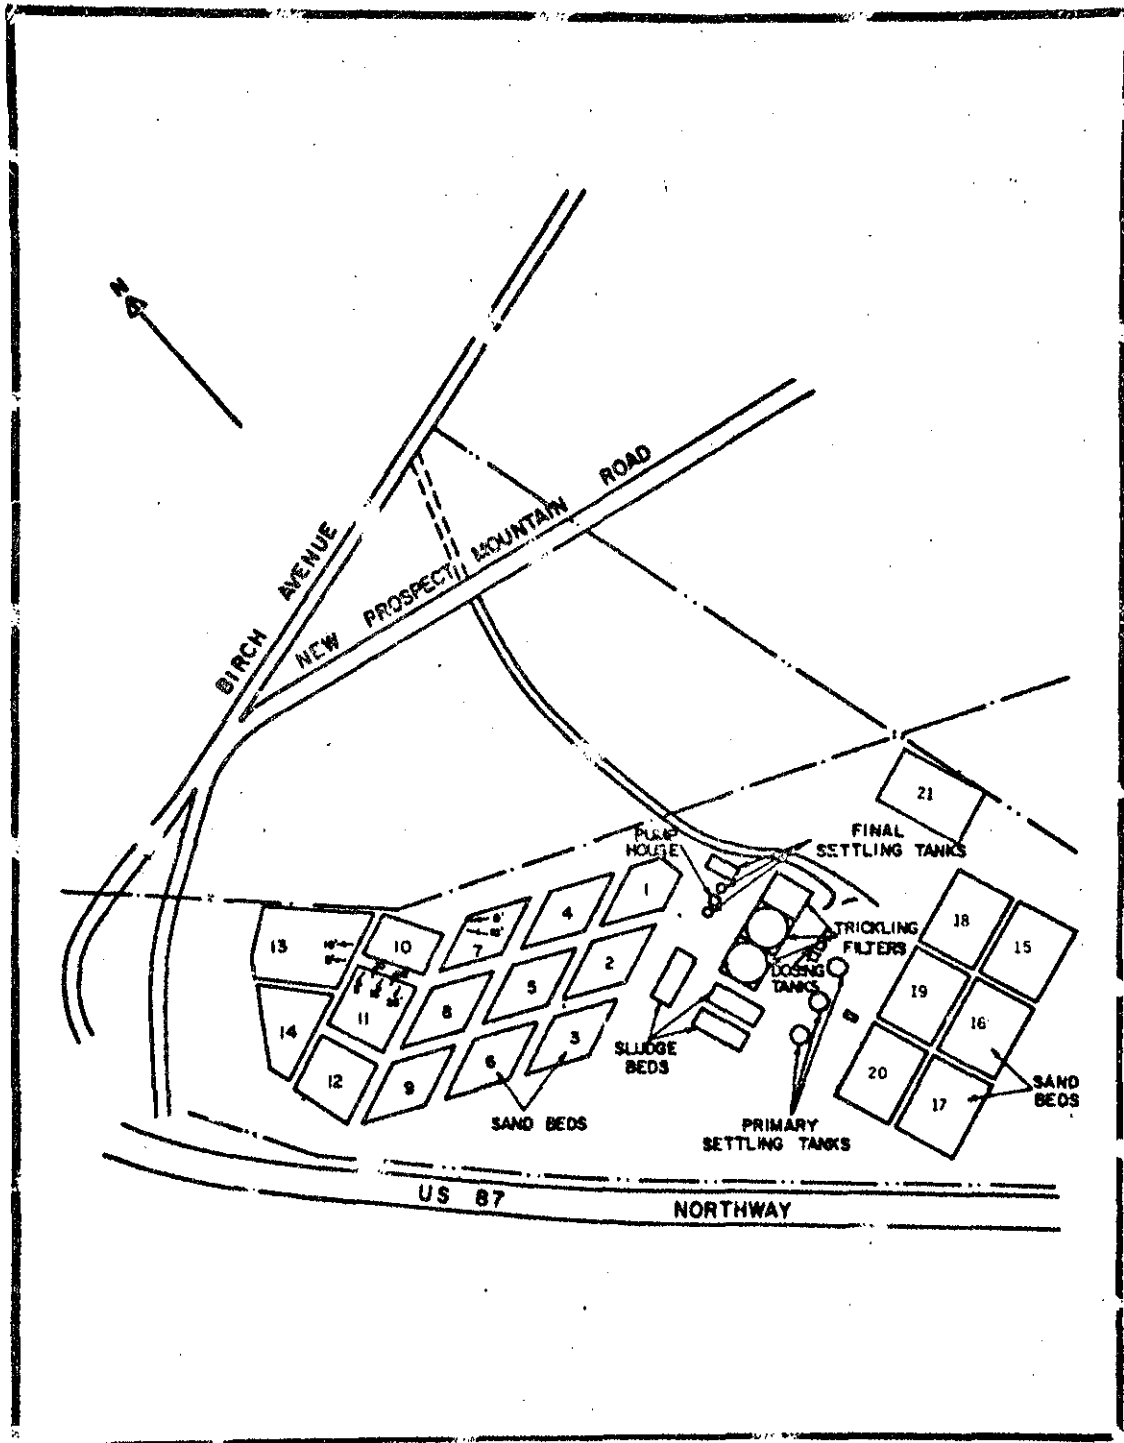 N
BIRCH AVENUE
NEW PROSPECT MOUNTAIN ROAD
21
PUMP
HOUSE
FINAL
SETTLING TANKS
1
4
7
10
13
18
15
TRICKLING
FILTERS
DOSING
TANKS
2
5
8
11
14
19
16
3
6
9
12
20
17
SLUDGE
BEDS
SAND BEDS
SAND
BEDS
PRIMARY
SETTLING TANKS
US 87 NORTHWAY